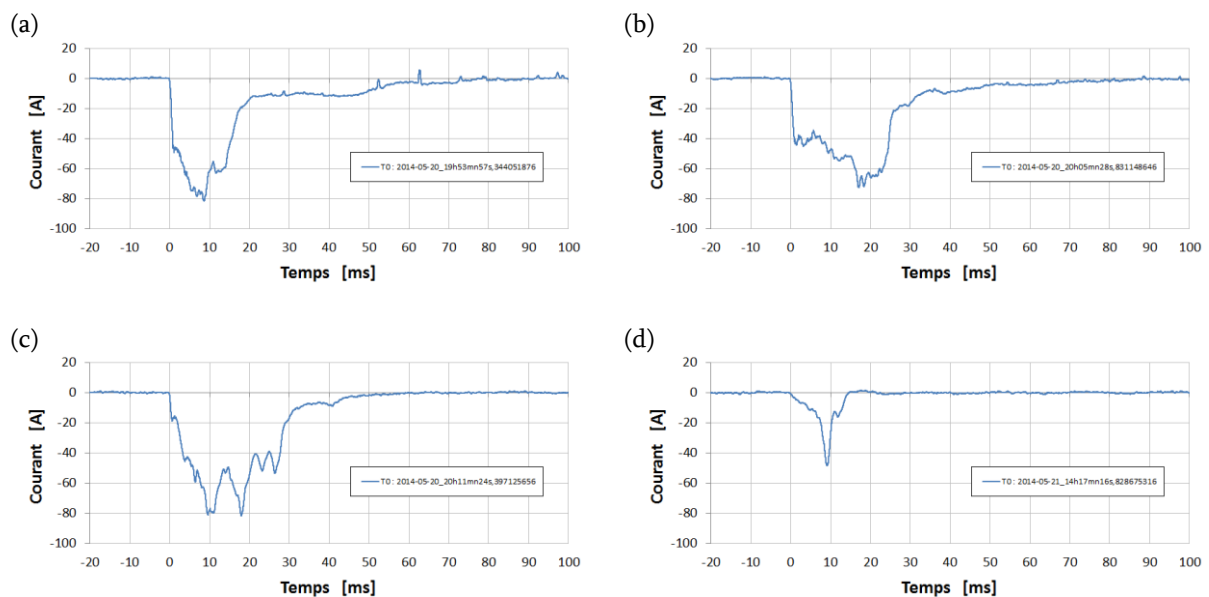 (a)
20
0
-20
-40
-60
-80
-100
Courant [A]
-20 -10 0 10 20 30 40 50 60 70 80 90 100
Temps [ms]
T0 : 2014-05-20_19h53mn57s,344051876
(b)
20
0
-20
-40
-60
-80
-100
Courant [A]
-20 -10 0 10 20 30 40 50 60 70 80 90 100
Temps [ms]
T0 : 2014-05-20_20h05mn28s,831148646
(c)
20
0
-20
-40
-60
-80
-100
Courant [A]
-20 -10 0 10 20 30 40 50 60 70 80 90 100
Temps [ms]
T0 : 2014-05-20_20h11mn24s,397125656
(d)
20
0
-20
-40
-60
-80
-100
Courant [A]
-20 -10 0 10 20 30 40 50 60 70 80 90 100
Temps [ms]
T0 : 2014-05-21_14h17mn16s,828675316